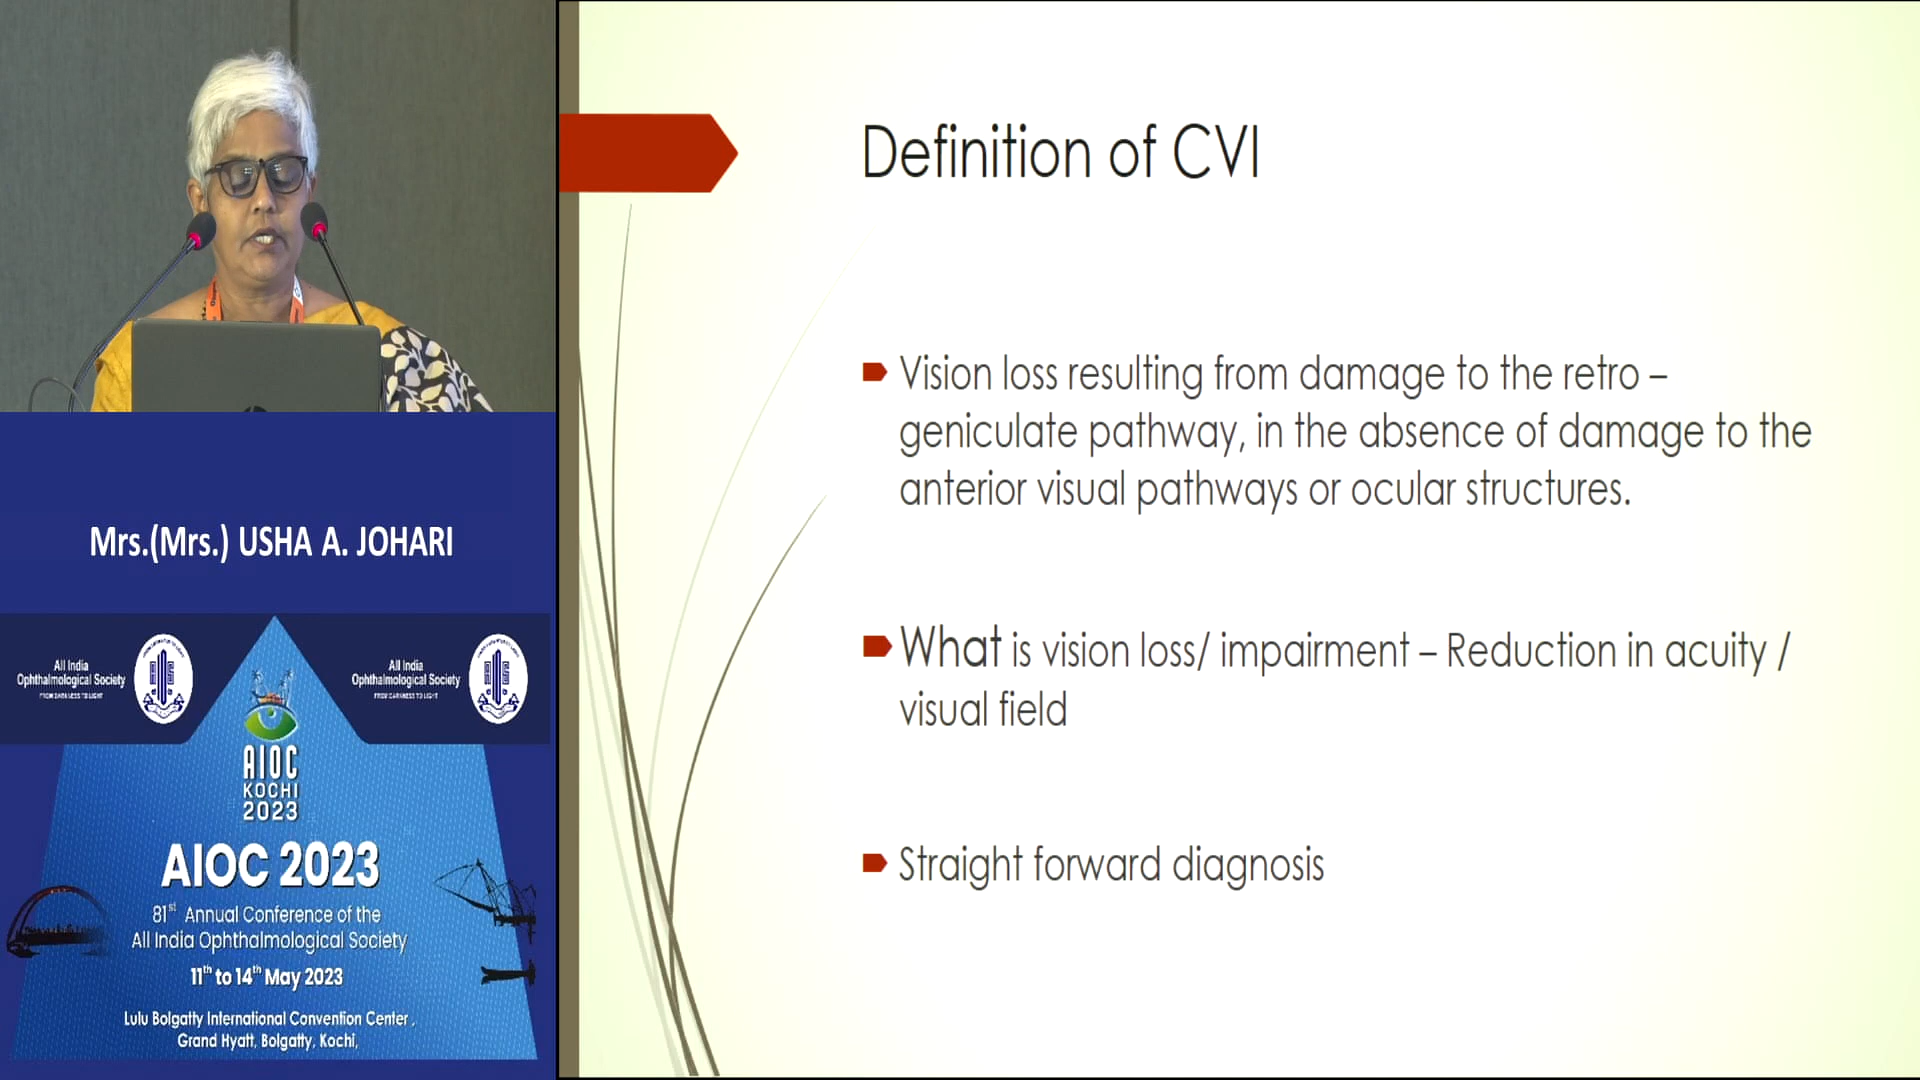 Definition of CVI
Vision loss resulting from damage to the retro –
geniculate pathway, in the absence of damage to the
anterior visual pathways or ocular structures.
What is vision loss/ impairment – Reduction in acuity /
visual field
Straight forward diagnosis
Mrs.(Mrs.) USHA A. JOHARI
All India
Ophthalmological Society
FROM DARKNESS TO LIGHT
All India
Ophthalmological Society
FROM DARKNESS TO LIGHT
AIOC
KOCHI
2023
AIOC 2023
81st Annual Conference of the
All India Ophthalmological Society
11th to 14th May 2023
Lulu Bolgatty International Convention Center ,
Grand Hyatt, Bolgatty, Kochi,